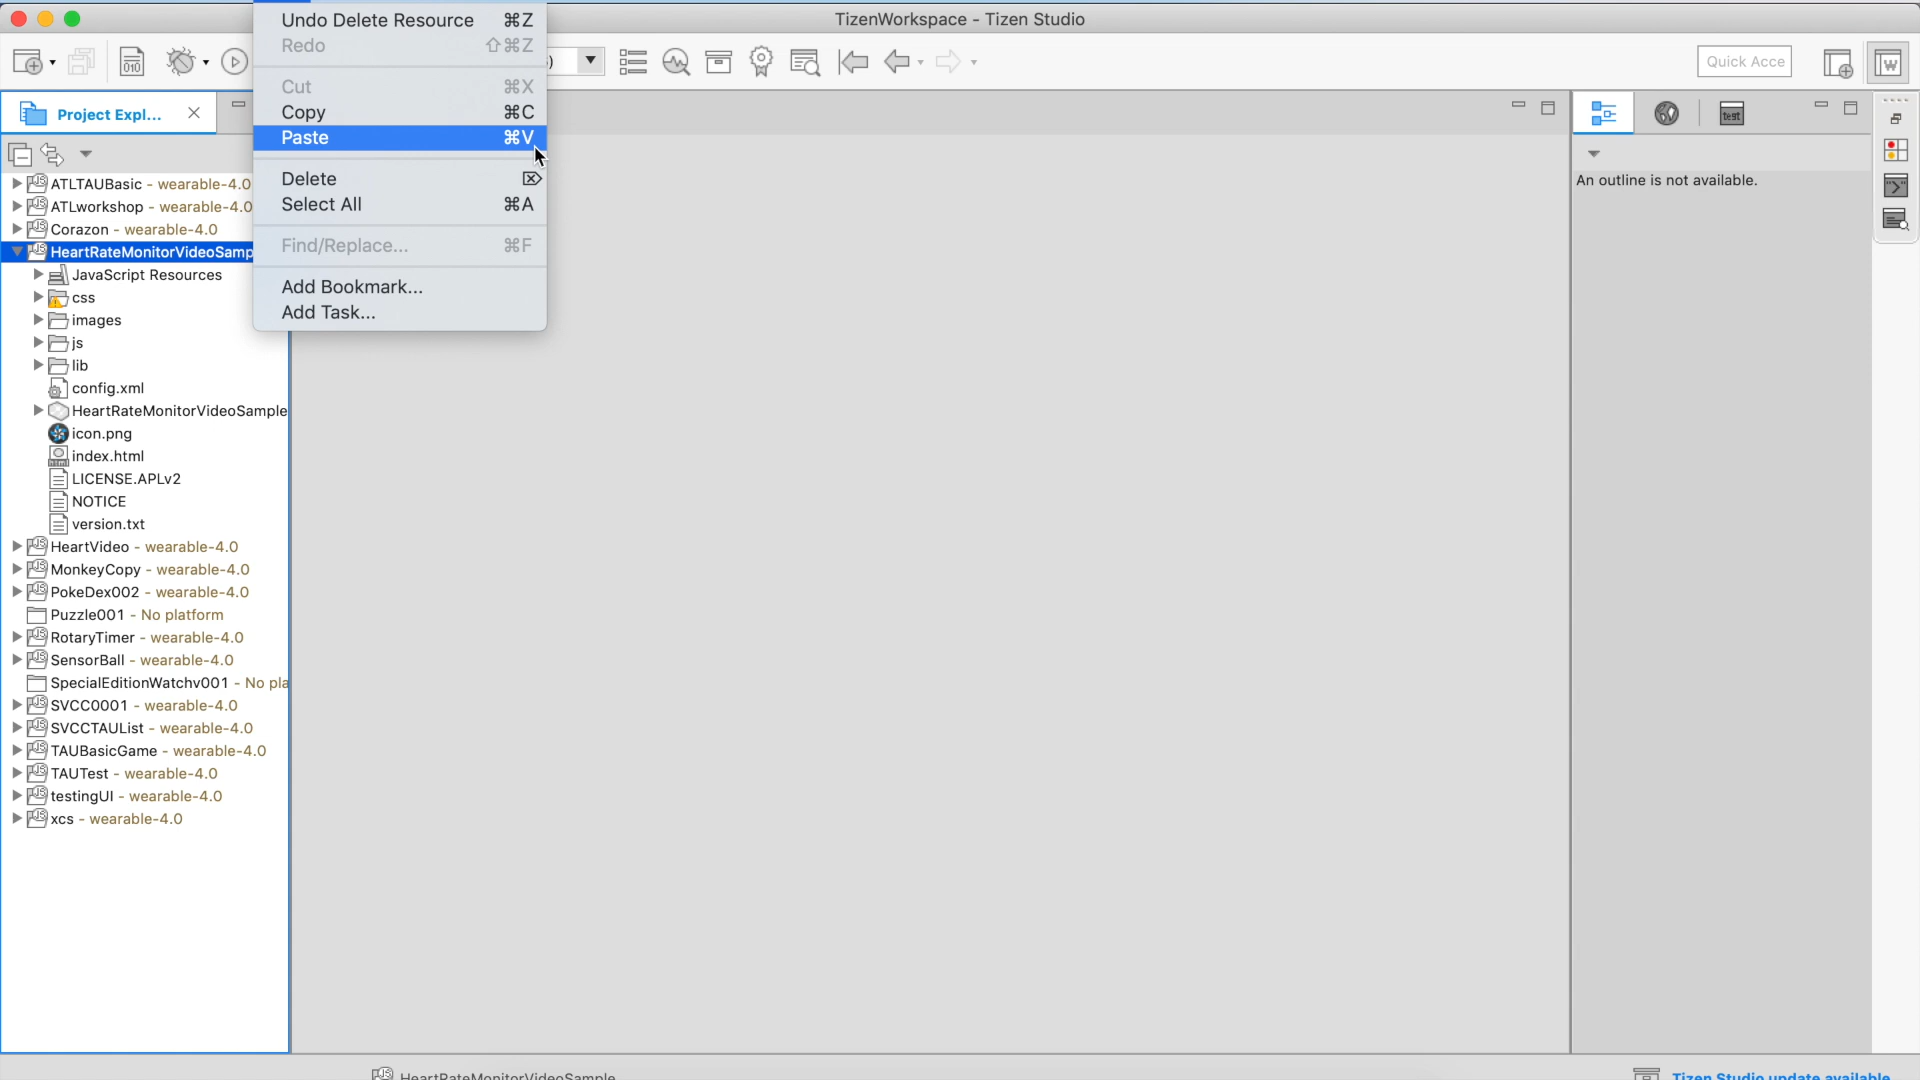 TizenWorkspace - Tizen Studio
Undo Delete Resource ⌘Z
Redo ⇧⌘Z
Cut ⌘X
Copy ⌘C
Paste ⌘V
Delete ⌦
Select All ⌘A
Find/Replace... ⌘F
Add Bookmark...
Add Task...
010
)
Quick Acce
W
Project Expl...
test
An outline is not available.
ATLTAUBasic - wearable-4.0
ATLworkshop - wearable-4.0
Corazon - wearable-4.0
HeartRateMonitorVideoSamp
JavaScript Resources
css
images
js
lib
config.xml
HeartRateMonitorVideoSample
icon.png
index.html
LICENSE.APLv2
NOTICE
version.txt
HeartVideo - wearable-4.0
MonkeyCopy - wearable-4.0
PokeDex002 - wearable-4.0
Puzzle001 - No platform
RotaryTimer - wearable-4.0
SensorBall - wearable-4.0
SpecialEditionWatchv001 - No pla
SVCC0001 - wearable-4.0
SVCCTAUList - wearable-4.0
TAUBasicGame - wearable-4.0
TAUTest - wearable-4.0
testingUI - wearable-4.0
xcs - wearable-4.0
HeartRateMonitorVideoSample
Tizen Studio update available